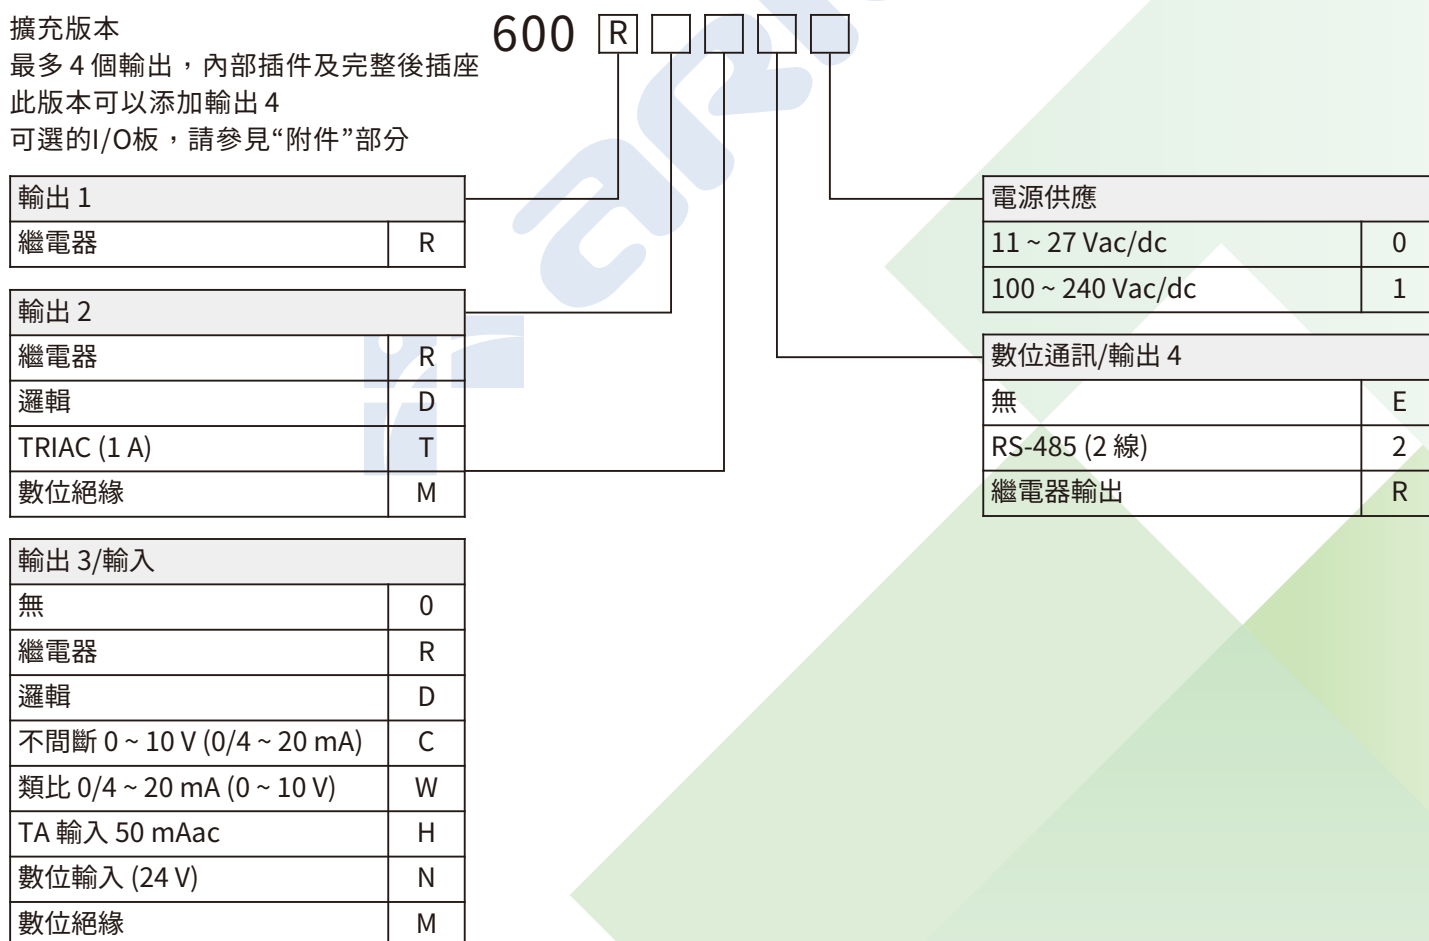 擴充版本
最多 4 個輸出，內部插件及完整後插座
此版本可以添加輸出 4
可選的I/O板，請參見“附件”部分
600 R
輸出 1
繼電器 R
輸出 2
繼電器 R
邏輯 D
TRIAC (1 A) T
數位絕緣 M
輸出 3/輸入
無 0
繼電器 R
邏輯 D
不間斷 0 ~ 10 V (0/4 ~ 20 mA) C
類比 0/4 ~ 20 mA (0 ~ 10 V) W
TA 輸入 50 mAac H
數位輸入 (24 V) N
數位絕緣 M
電源供應
11 ~ 27 Vac/dc 0
100 ~ 240 Vac/dc 1
數位通訊/輸出 4
無 E
RS-485 (2 線) 2
繼電器輸出 R